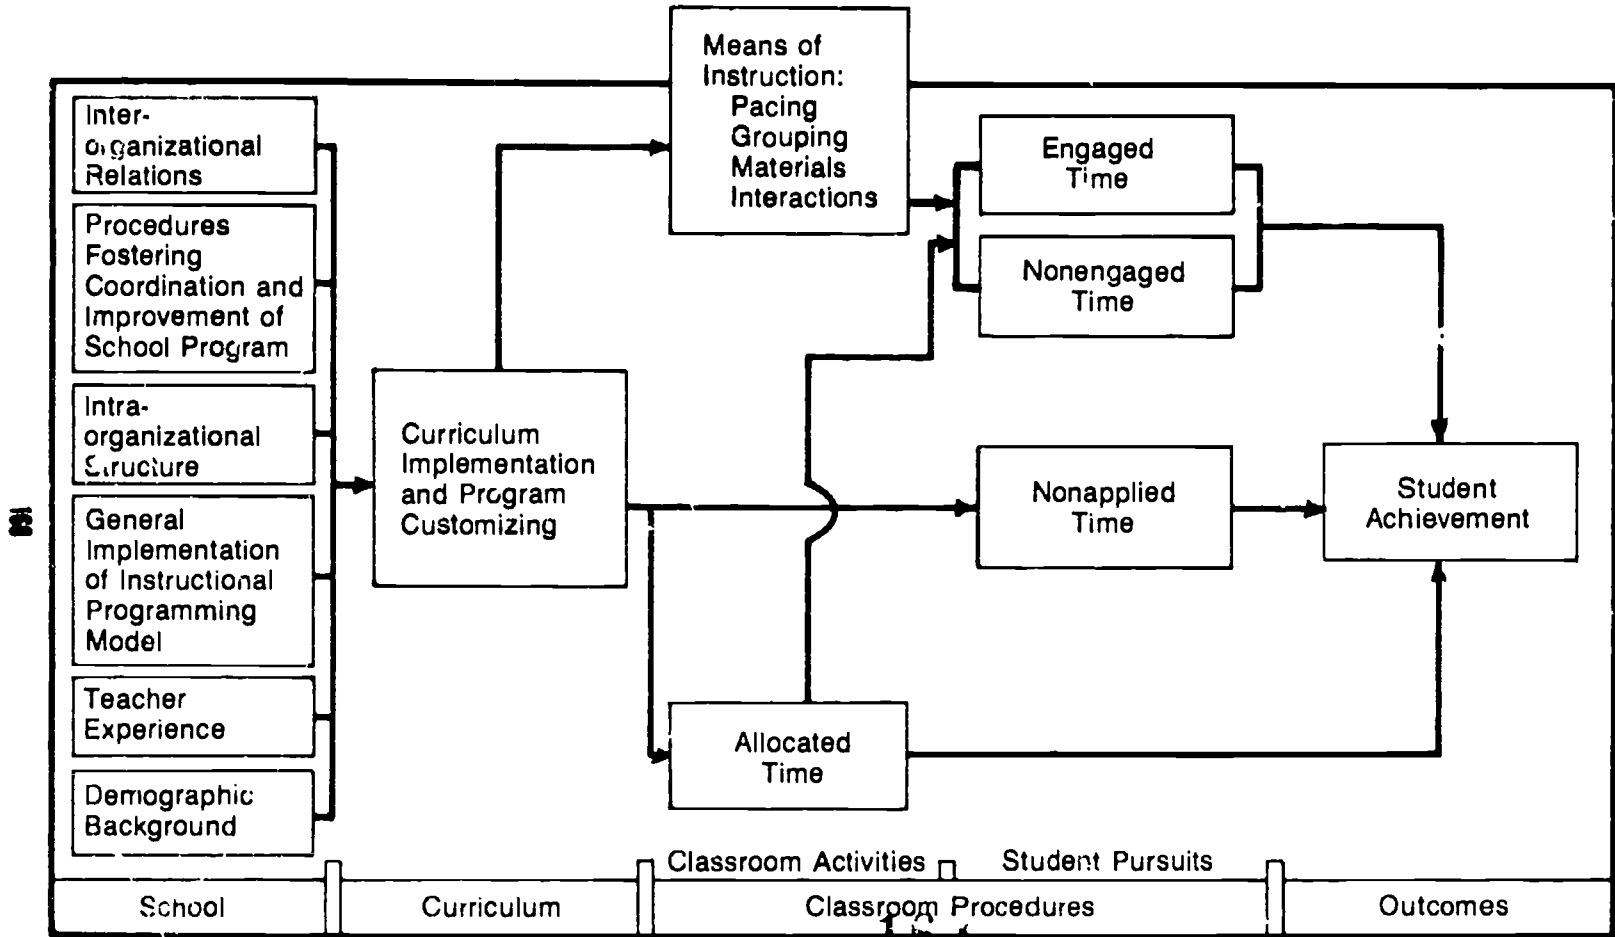 Inter-
organizational
Relations
Procedures
Fostering
Coordination and
Improvement of
School Program
Intra-
organizational
Structure
General
Implementation
of Instructional
Programming
Model
Teacher
Experience
Demographic
Background
Curriculum
Implementation
and Program
Customizing
Means of
Instruction:
Pacing
Grouping
Materials
Interactions
Allocated
Time
Engaged
Time
Nonengaged
Time
Nonapplied
Time
Student
Achievement
Classroom Activities
Student Pursuits
School
Curriculum
Classroom Procedures
Outcomes